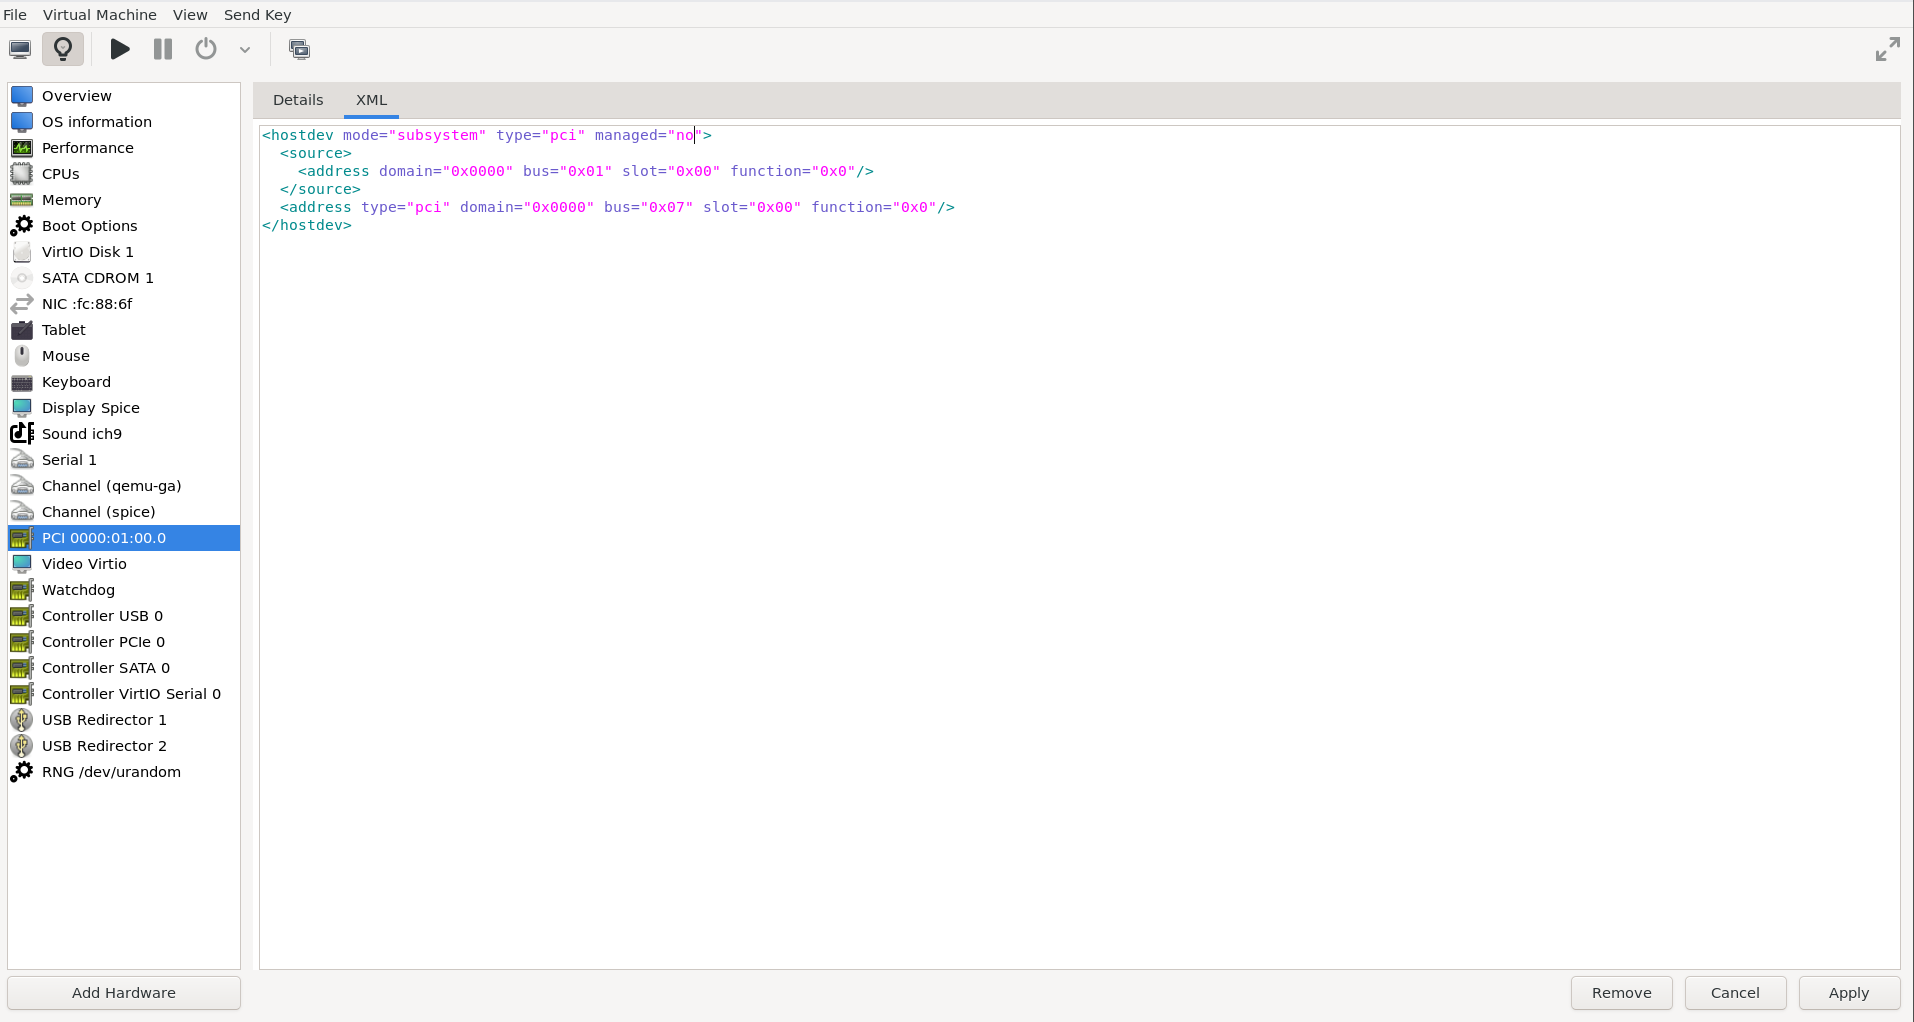 File Virtual Machine View Send Key
Overview
OS information
Performance
CPUs
Memory
Boot Options
VirtIO Disk 1
SATA CDROM 1
NIC :fc:88:6f
Tablet
Mouse
Keyboard
Display Spice
Sound ich9
Serial 1
Channel (qemu-ga)
Channel (spice)
PCI 0000:01:00.0
Video Virtio
Watchdog
Controller USB 0
Controller PCIe 0
Controller SATA 0
Controller VirtIO Serial 0
USB Redirector 1
USB Redirector 2
RNG /dev/urandom
Add Hardware
Details XML
<hostdev mode="subsystem" type="pci" managed="no">
  <source>
    <address domain="0x0000" bus="0x01" slot="0x00" function="0x0"/>
  </source>
  <address type="pci" domain="0x0000" bus="0x07" slot="0x00" function="0x0"/>
</hostdev>
Remove Cancel Apply